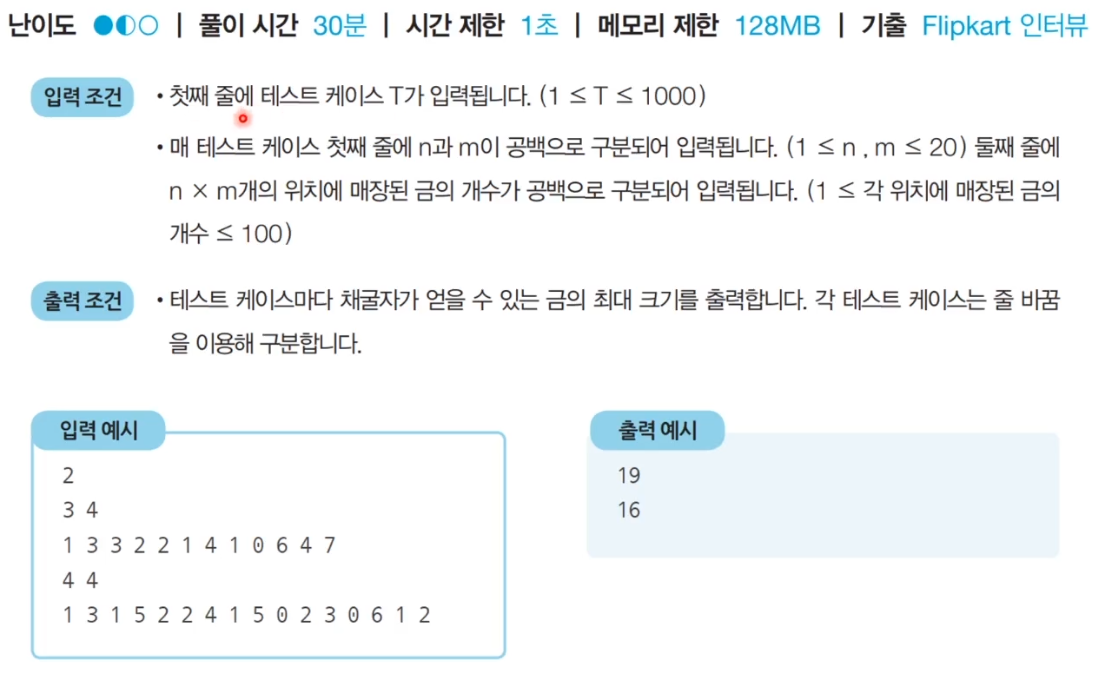 난이도 | 풀이 시간 30분 | 시간 제한 1초 | 메모리 제한 128MB | 기출 Flipkart 인터뷰
입력 조건 • 첫째 줄에 테스트 케이스 T가 입력됩니다. (1 ≤ T ≤ 1000)
• 매 테스트 케이스 첫째 줄에 n과 m이 공백으로 구분되어 입력됩니다. (1 ≤ n , m ≤ 20) 둘째 줄에
n × m개의 위치에 매장된 금의 개수가 공백으로 구분되어 입력됩니다. (1 ≤ 각 위치에 매장된 금의
개수 ≤ 100)
출력 조건 • 테스트 케이스마다 채굴자가 얻을 수 있는 금의 최대 크기를 출력합니다. 각 테스트 케이스는 줄 바꿈
을 이용해 구분합니다.
입력 예시
2
3 4
1 3 3 2 2 1 4 1 0 6 4 7
4 4
1 3 1 5 2 2 4 1 5 0 2 3 0 6 1 2
출력 예시
19
16